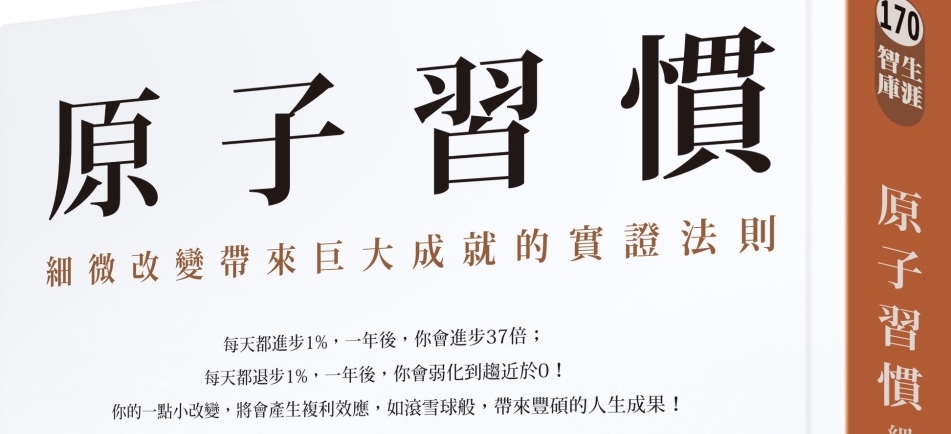 原子習慣
細微改變帶來巨大成就的實證法則
每天都進步1%，一年後，你會進步37倍；
每天都退步1%，一年後，你會弱化到趨近於0！
你的一點小改變，將會產生複利效應，如滾雪球般，帶來豐碩的人生成果！
170
生涯
智庫
原子習慣